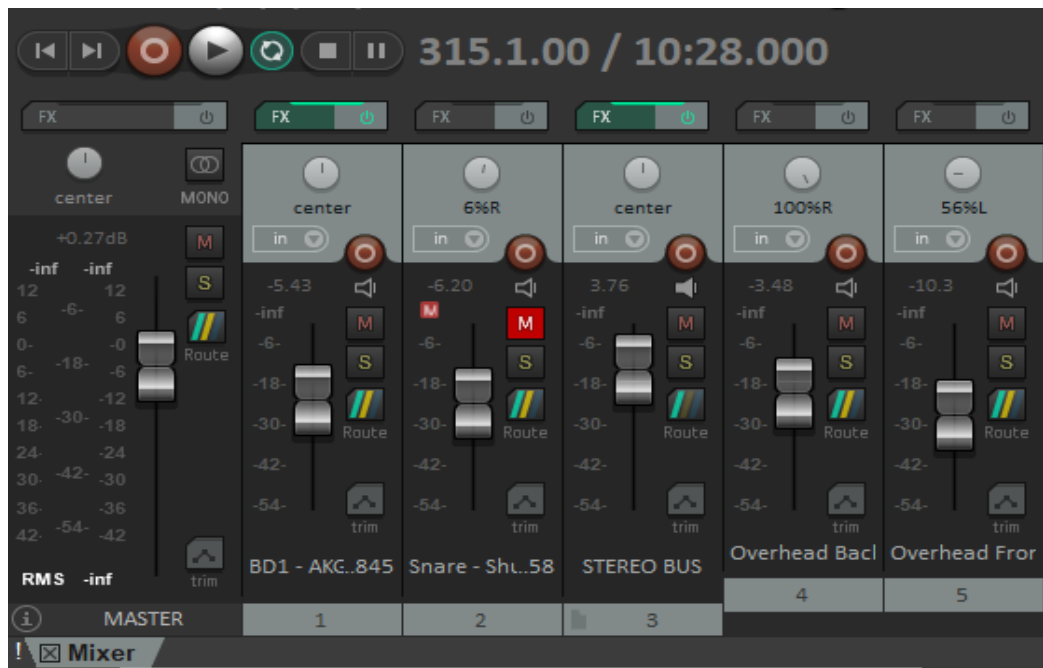 315.1.00 / 10:28.000
FX FX FX FX FX FX
center MONO center 6%R center 100%R 56%L
in in in in in
+0.27dB M -5.43 -6.20 3.76 -3.48 -10.3
-inf -inf S -inf M M M -inf M -inf M -inf M
12 -6- 12 -6- S S -6- S -6- S -6- S
6 6
0- -18- -0 Route -18- -18- -18- -18- -18-
6- -6
12- -30- -12 -30- Route -30- Route -30- Route -30- Route -30- Route
18- -18
24- -42- -24 -42- -42- -42- -42- -42-
30- -30
36- -54- -36 -54- trim -54- trim -54- trim -54- trim -54- trim
42- -42
RMS -inf trim BD1 - AKG..845 Snare - Shu..58 STEREO BUS Overhead Bacl Overhead Fror
MASTER 1 2 3 4 5
! Mixer